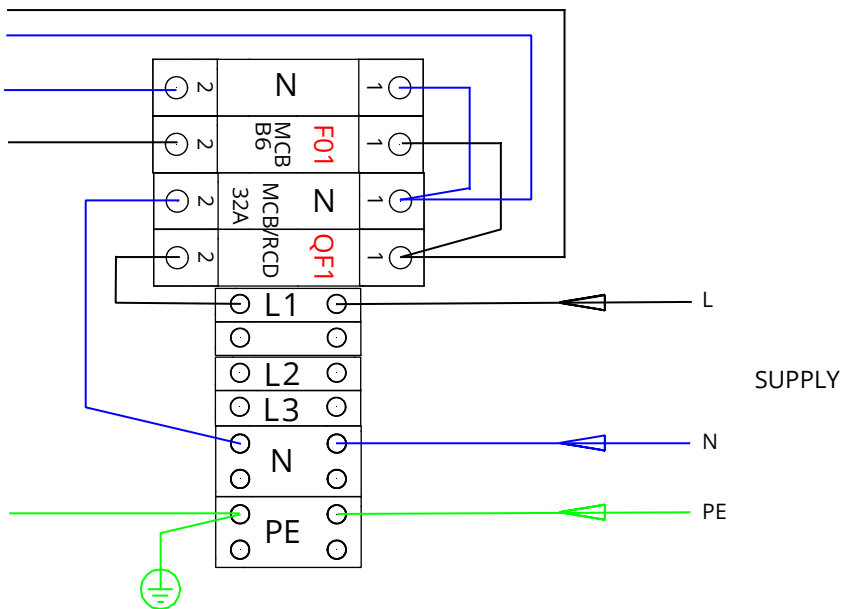 2 N 1
2 MCB B6 F01 1
2 MCB/RCD 32A N 1
2 QF1 1
L1 L
L2
SUPPLY
L3
N N
PE PE